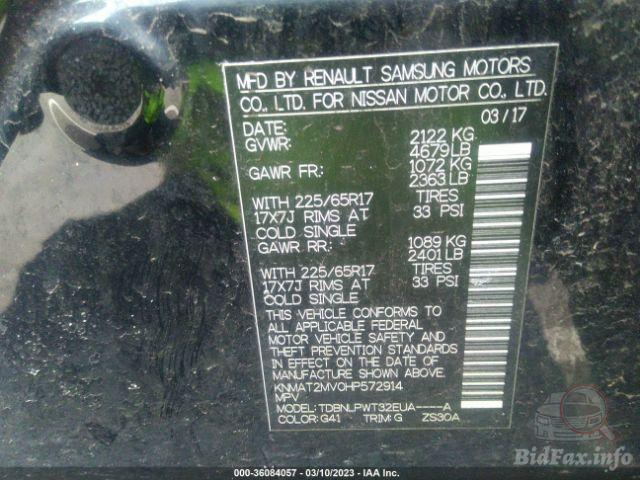 MFD BY RENAULT SAMSUNG MOTORS
CO., LTD. FOR NISSAN MOTOR CO., LTD.
03/17
DATE:
GVWR: 2122 KG
4679 LB
GAWR FR: 1072 KG
2363 LB
WITH 225/65R17 TIRES
17X7J RIMS AT 33 PSI
COLD SINGLE
GAWR RR: 1089 KG
2401 LB
WITH 225/65R17 TIRES
17X7J RIMS AT 33 PSI
COLD SINGLE
THIS VEHICLE CONFORMS TO
ALL APPLICABLE FEDERAL
MOTOR VEHICLE SAFETY AND
THEFT PREVENTION STANDARDS
IN EFFECT ON THE DATE OF
MANUFACTURE SHOWN ABOVE.
KNMAT2MV0HP572914
MPV
MODEL: TDBNLPWT32EUA----A
COLOR: G41 TRIM: G ZS30A
000-36084057 - 03/10/2023 - IAA Inc.
BidFax.info